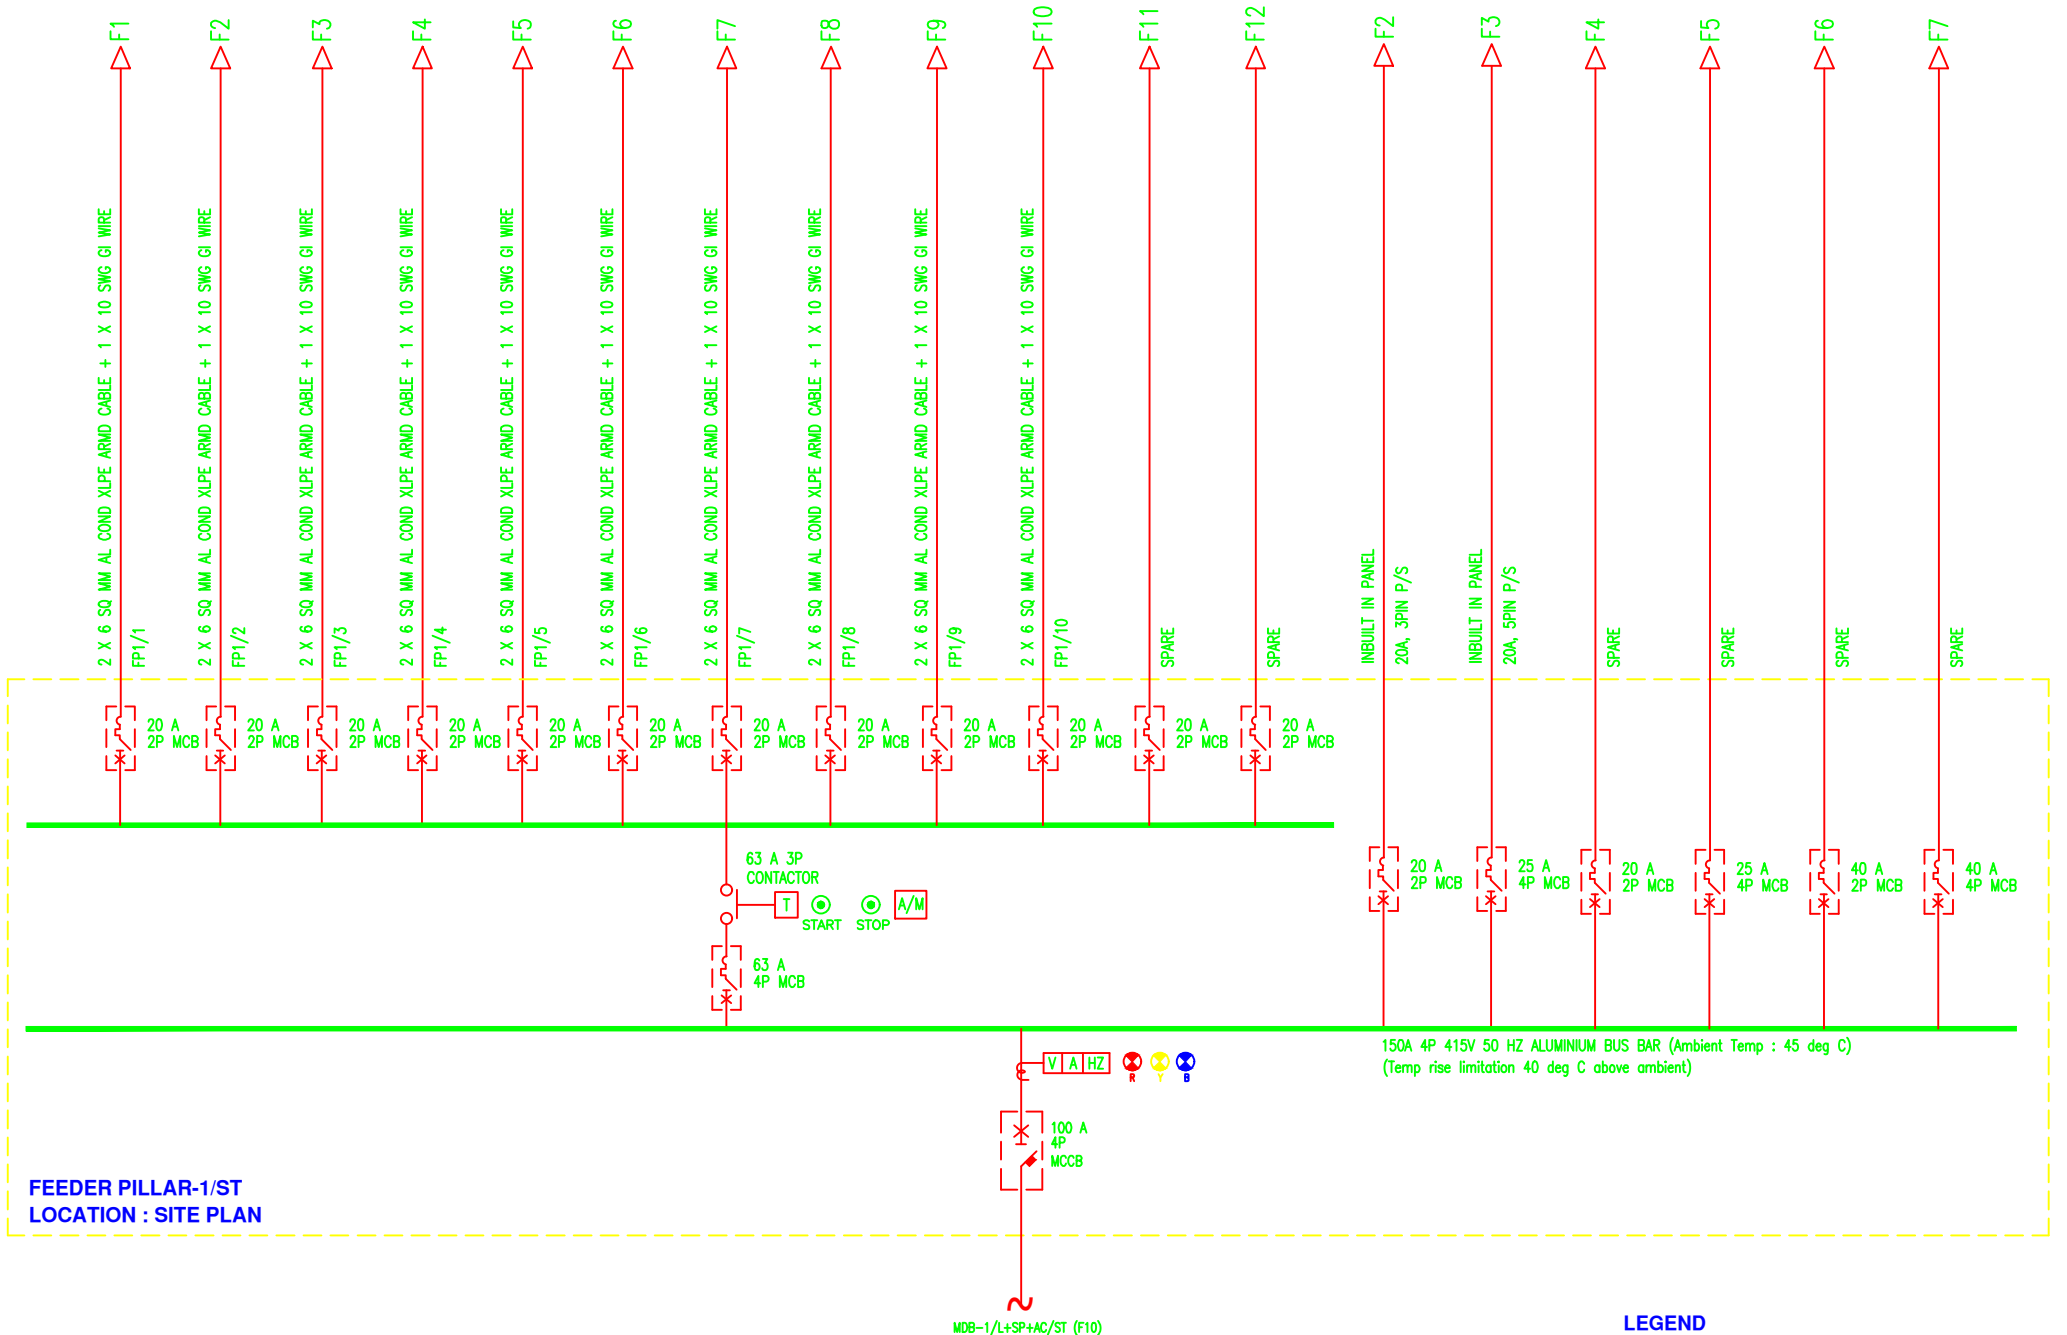 F1
F2
F3
F4
F5
F6
F7
F8
F9
F10
F11
F12
F2
F3
F4
F5
F6
F7
2 X 6 SQ MM AL COND XLPE ARMD CABLE + 1 X 10 SWG GI WIRE
FP1/1
2 X 6 SQ MM AL COND XLPE ARMD CABLE + 1 X 10 SWG GI WIRE
FP1/2
2 X 6 SQ MM AL COND XLPE ARMD CABLE + 1 X 10 SWG GI WIRE
FP1/3
2 X 6 SQ MM AL COND XLPE ARMD CABLE + 1 X 10 SWG GI WIRE
FP1/4
2 X 6 SQ MM AL COND XLPE ARMD CABLE + 1 X 10 SWG GI WIRE
FP1/5
2 X 6 SQ MM AL COND XLPE ARMD CABLE + 1 X 10 SWG GI WIRE
FP1/6
2 X 6 SQ MM AL COND XLPE ARMD CABLE + 1 X 10 SWG GI WIRE
FP1/7
2 X 6 SQ MM AL COND XLPE ARMD CABLE + 1 X 10 SWG GI WIRE
FP1/8
2 X 6 SQ MM AL COND XLPE ARMD CABLE + 1 X 10 SWG GI WIRE
FP1/9
2 X 6 SQ MM AL COND XLPE ARMD CABLE + 1 X 10 SWG GI WIRE
FP1/10
SPARE
SPARE
INBUILT IN PANEL
20A, 3PIN P/S
INBUILT IN PANEL
20A, 5PIN P/S
SPARE
SPARE
SPARE
SPARE
20 A
2P MCB
20 A
2P MCB
20 A
2P MCB
20 A
2P MCB
20 A
2P MCB
20 A
2P MCB
20 A
2P MCB
20 A
2P MCB
20 A
2P MCB
20 A
2P MCB
20 A
2P MCB
20 A
2P MCB
20 A
2P MCB
25 A
4P MCB
20 A
2P MCB
25 A
4P MCB
40 A
2P MCB
40 A
4P MCB
63 A 3P
CONTACTOR
T
START
STOP
A/M
63 A
4P MCB
V A HZ
R
Y
B
150A 4P 415V 50 HZ ALUMINIUM BUS BAR (Ambient Temp : 45 deg C)
(Temp rise limitation 40 deg C above ambient)
100 A
4P
MCCB
FEEDER PILLAR-1/ST
LOCATION : SITE PLAN
MDB-1/L+SP+AC/ST (F10)
LEGEND